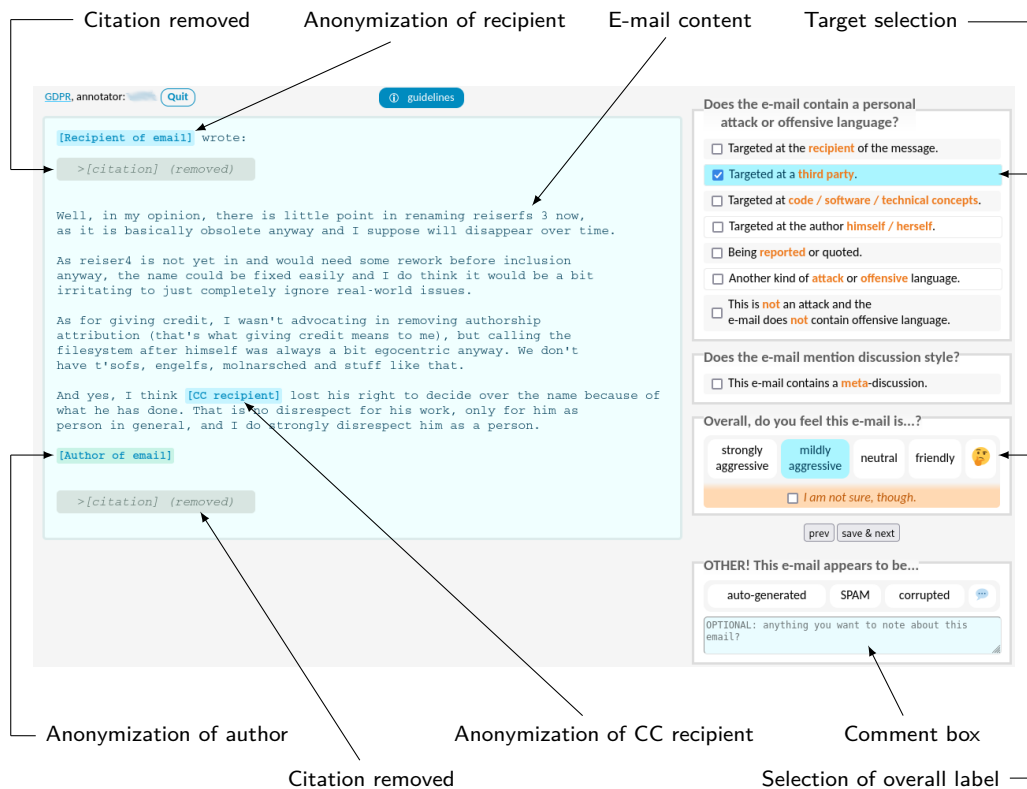 Citation removed
Anonymization of recipient
E-mail content
Target selection
GDPR, annotator:
Quit
guidelines
[Recipient of email] wrote:
>[citation] (removed)
Well, in my opinion, there is little point in renaming reiserfs 3 now,
as it is basically obsolete anyway and I suppose will disappear over time.
As reiser4 is not yet in and would need some rework before inclusion
anyway, the name could be fixed easily and I do think it would be a bit
irritating to just completely ignore real-world issues.
As for giving credit, I wasn't advocating in removing authorship
attribution (that's what giving credit means to me), but calling the
filesystem after himself was always a bit egocentric anyway. We don't
have t'sofs, engelfs, molnarsched and stuff like that.
And yes, I think [CC recipient] lost his right to decide over the name because of
what he has done. That is no disrespect for his work, only for him as
person in general, and I do strongly disrespect him as a person.
[Author of email]
>[citation] (removed)
Does the e-mail contain a personal
attack or offensive language?
Targeted at the recipient of the message.
Targeted at a third party.
Targeted at code / software / technical concepts.
Targeted at the author himself / herself.
Being reported or quoted.
Another kind of attack or offensive language.
This is not an attack and the
e-mail does not contain offensive language.
Does the e-mail mention discussion style?
This e-mail contains a meta-discussion.
Overall, do you feel this e-mail is...?
strongly
aggressive
mildly
aggressive
neutral
friendly
I am not sure, though.
prev
save & next
OTHER! This e-mail appears to be...
auto-generated
SPAM
corrupted
OPTIONAL: anything you want to note about this
email?
Anonymization of author
Anonymization of CC recipient
Comment box
Citation removed
Selection of overall label